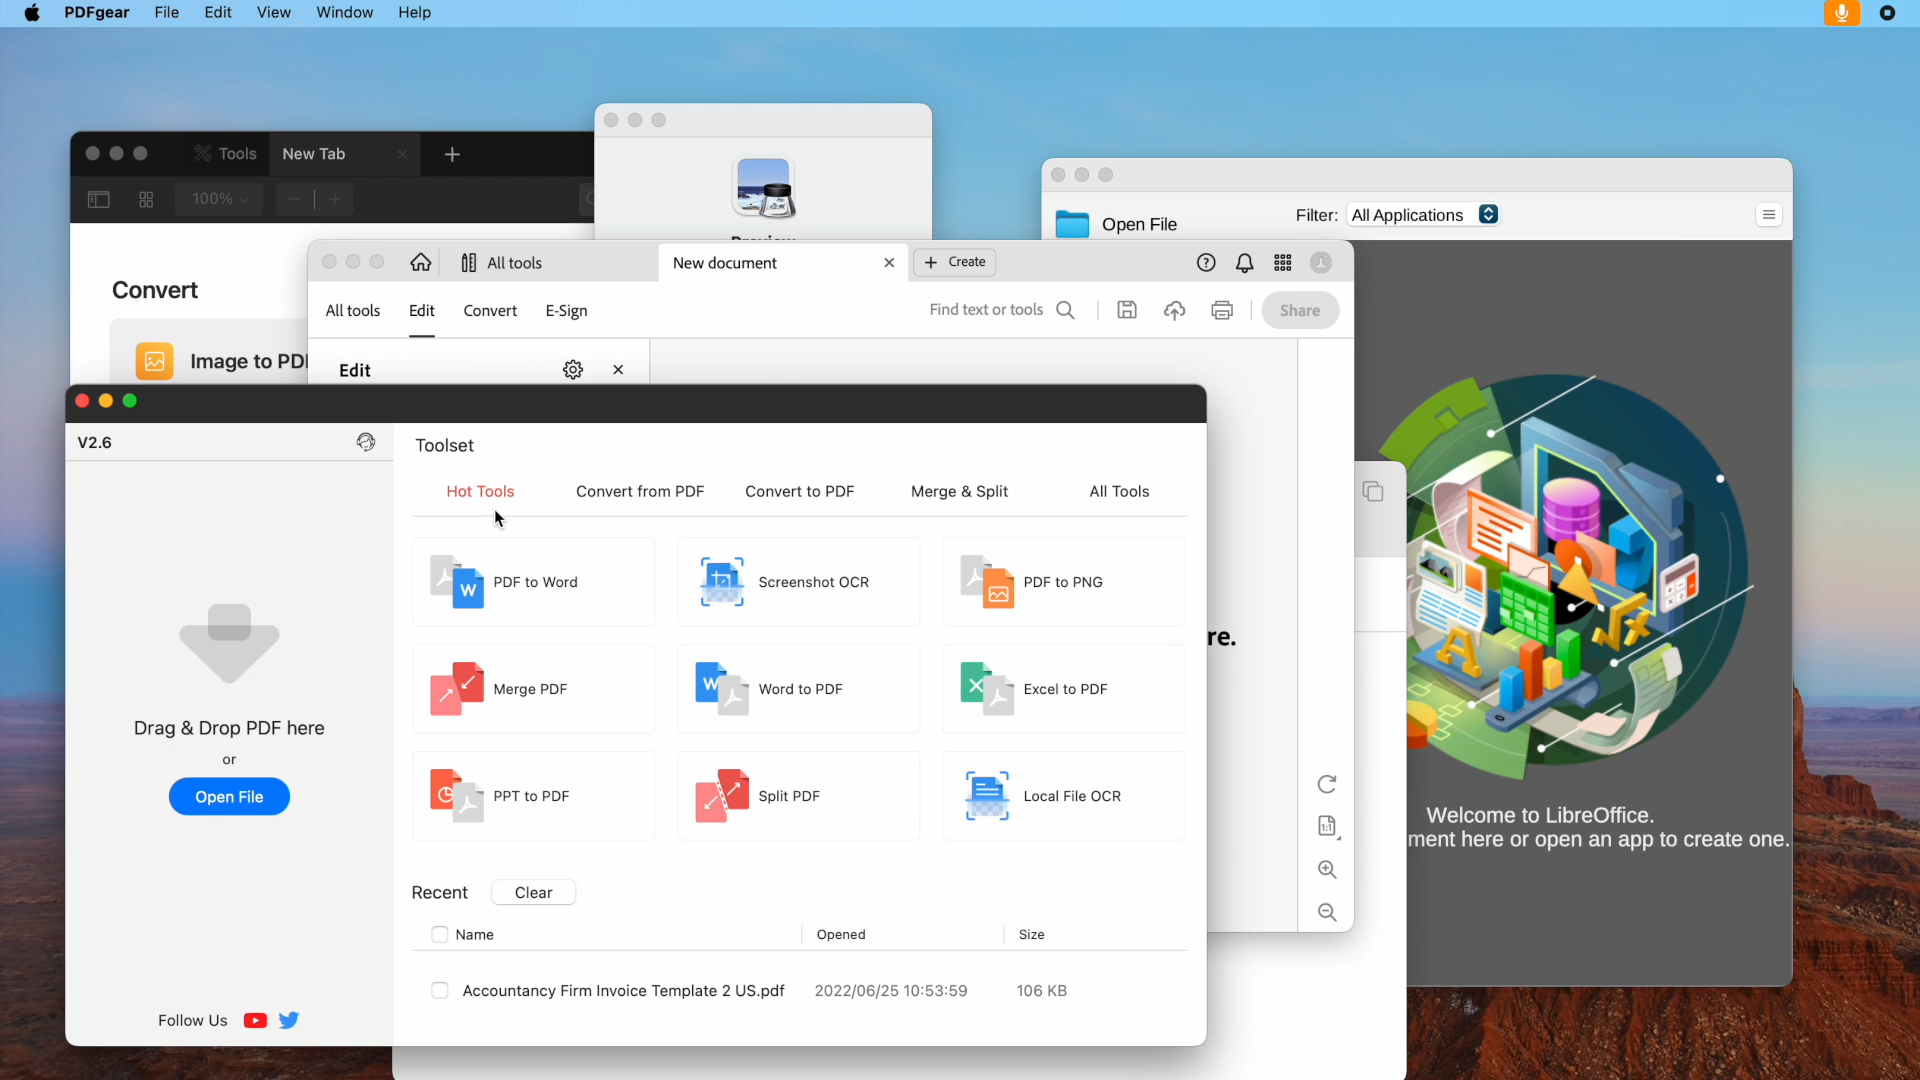 PDFgear File Edit View Window Help
Tools New Tab
100%
Filter: All Applications
Open File
All tools New document Create
Convert
All tools Edit Convert E-Sign
Find text or tools
Share
Image to PD
Edit
V2.6
Toolset
Hot Tools Convert from PDF Convert to PDF Merge & Split All Tools
PDF to Word Screenshot OCR PDF to PNG
re.
Merge PDF Word to PDF Excel to PDF
Drag & Drop PDF here
or
Open File
PPT to PDF Split PDF Local File OCR
Welcome to LibreOffice.
ment here or open an app to create one.
Recent Clear
Name Opened Size
Accountancy Firm Invoice Template 2 US.pdf 2022/06/25 10:53:59 106 KB
Follow Us